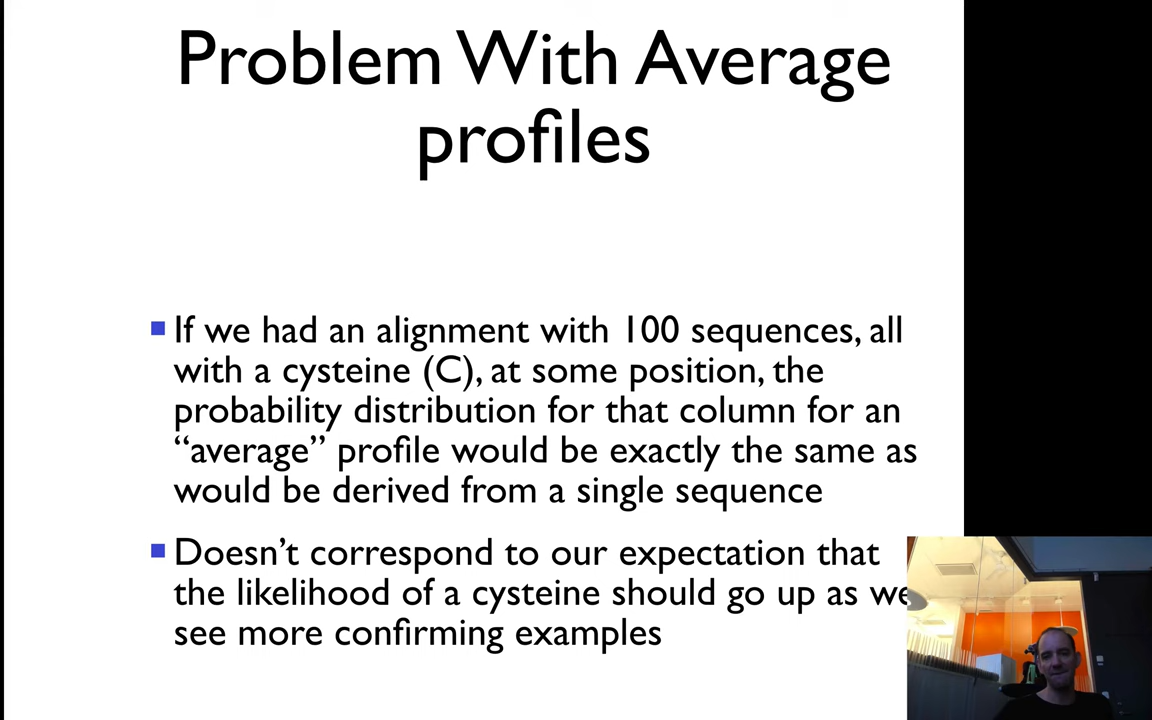 Problem With Average
profiles
If we had an alignment with 100 sequences, all
with a cysteine (C), at some position, the
probability distribution for that column for an
“average” profile would be exactly the same as
would be derived from a single sequence
Doesn’t correspond to our expectation that
the likelihood of a cysteine should go up as we
see more confirming examples